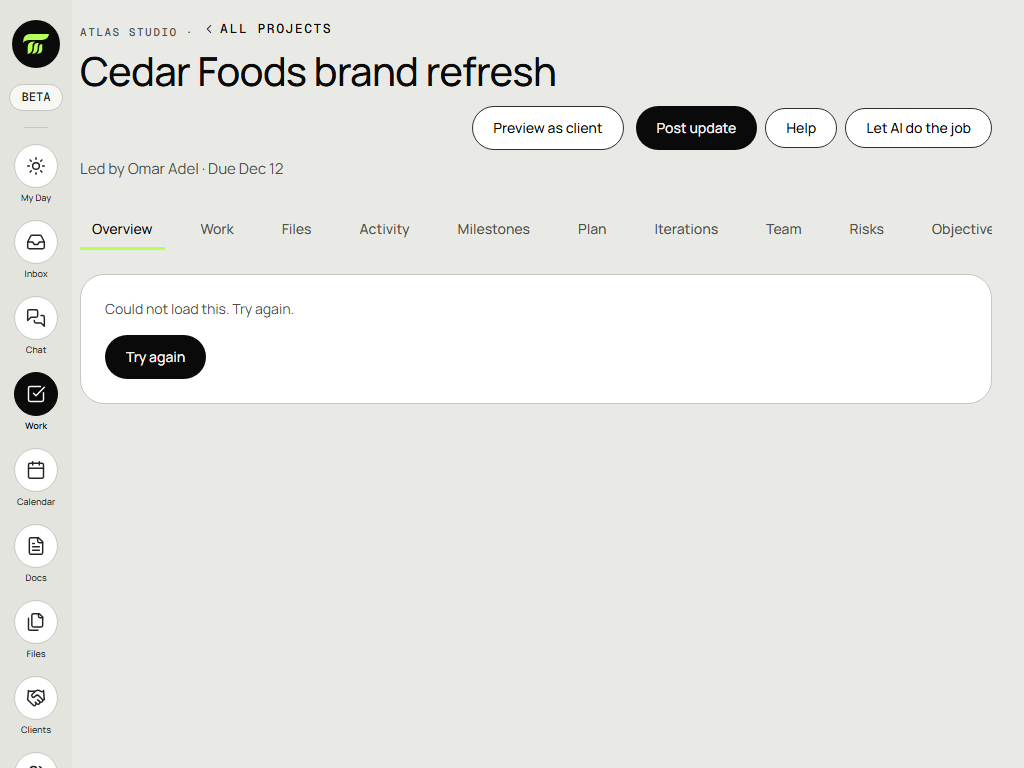 ATLAS STUDIO · ALL PROJECTS
Cedar Foods brand refresh
BETA
Preview as client
Post update
Help
Let AI do the job
Led by Omar Adel · Due Dec 12
My Day
Inbox
Chat
Work
Calendar
Docs
Files
Clients
Overview
Work
Files
Activity
Milestones
Plan
Iterations
Team
Risks
Objective
Could not load this. Try again.
Try again